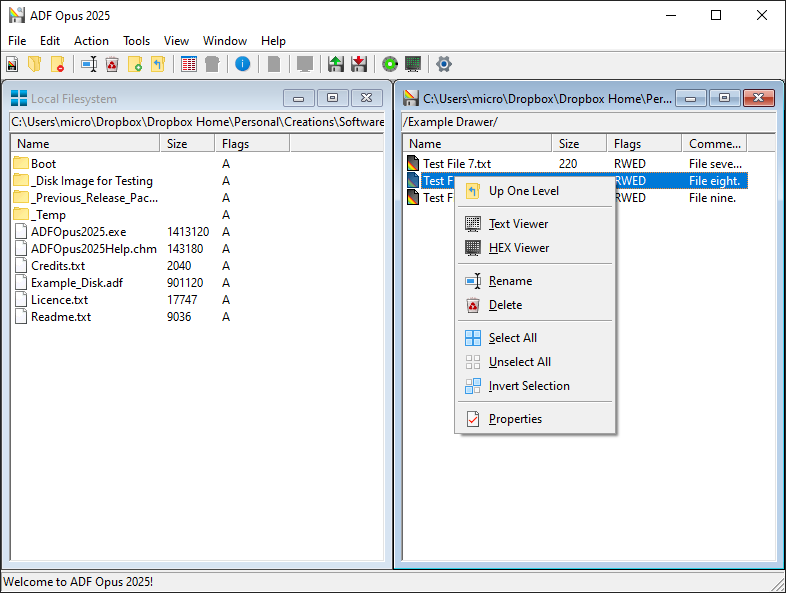 ADF Opus 2025
File Edit Action Tools View Window Help
Local Filesystem
C:\Users\micro\Dropbox\Dropbox Home\Personal\Creations\Software
Name Size Flags
Boot A
_Disk Image for Testing A
_Previous_Release_Pac... A
_Temp A
ADFOpus2025.exe 1413120 A
ADFOpus2025Help.chm 143180 A
Credits.txt 2040 A
Example_Disk.adf 901120 A
Licence.txt 17747 A
Readme.txt 9036 A
C:\Users\micro\Dropbox\Dropbox Home\Per...
/Example Drawer/
Name Size Flags Comme...
Test File 7.txt 220 RWED File seve...
Test F RWED File eight.
Test F RWED File nine.
Up One Level
Text Viewer
HEX Viewer
Rename
Delete
Select All
Unselect All
Invert Selection
Properties
Welcome to ADF Opus 2025!